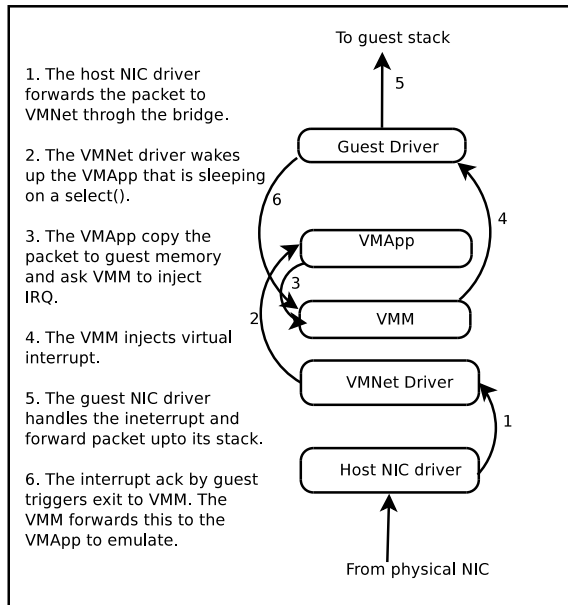 1. The host NIC driver
forwards the packet to
VMNet throgh the bridge.
2. The VMNet driver wakes
up the VMApp that is sleeping
on a select().
3. The VMApp copy the
packet to guest memory
and ask VMM to inject
IRQ.
4. The VMM injects virtual
interrupt.
5. The guest NIC driver
handles the ineterrupt and
forward packet upto its stack.
6. The interrupt ack by guest
triggers exit to VMM. The
VMM forwards this to the
VMApp to emulate.
To guest stack
5
Guest Driver
6
4
VMApp
3
VMM
2
VMNet Driver
1
Host NIC driver
From physical NIC